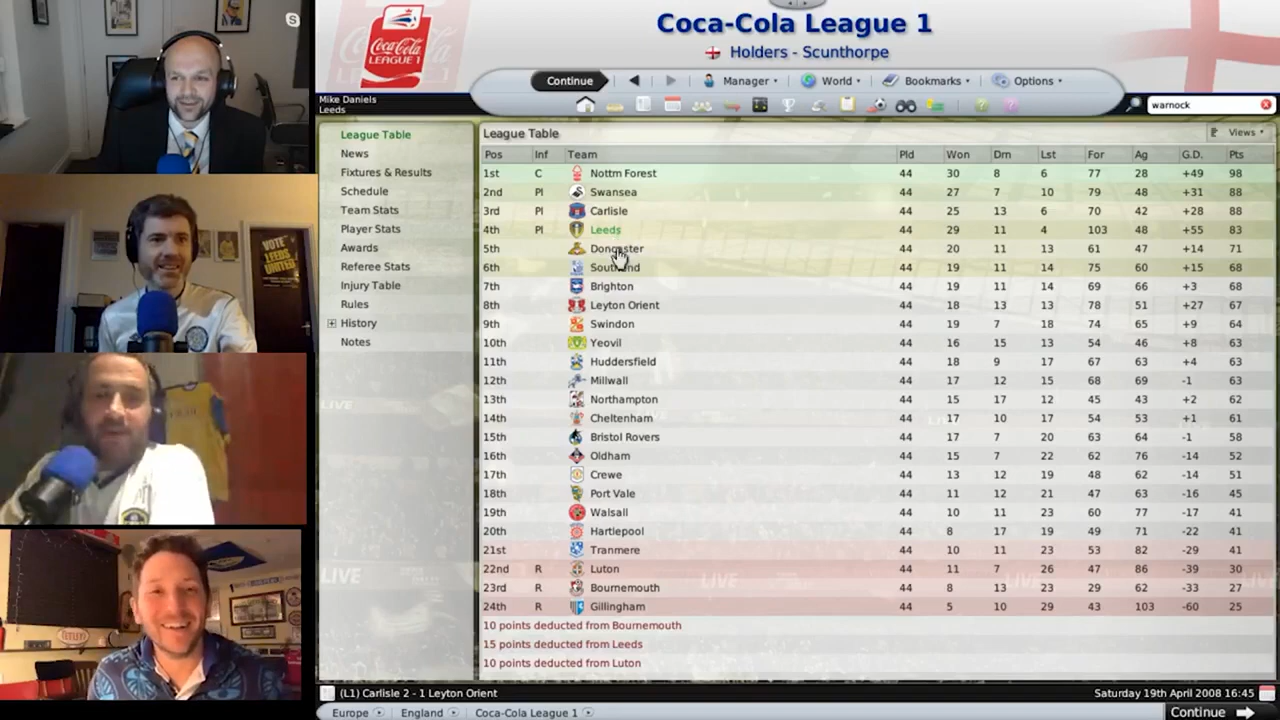 Coca-Cola League 1
Holders - Scunthorpe
Coca-Cola
LEAGUE 1
Continue
Manager
World
Bookmarks
Options
Mike Daniels
Leeds
warnock
League Table
News
Fixtures & Results
Schedule
Team Stats
Player Stats
Awards
Referee Stats
Injury Table
Rules
History
Notes
League Table
Views
Pos Inf Team Pld Won Drn Lst For Ag G.D. Pts
1st C Nottm Forest 44 30 8 6 77 28 +49 98
2nd Pl Swansea 44 27 7 10 79 48 +31 88
3rd Pl Carlisle 44 25 13 6 70 42 +28 88
4th Pl Leeds 44 29 11 4 103 48 +55 83
5th Doncaster 44 20 11 13 61 47 +14 71
6th Southend 44 19 11 14 75 60 +15 68
7th Brighton 44 19 11 14 69 66 +3 68
8th Leyton Orient 44 18 13 13 78 51 +27 67
9th Swindon 44 19 7 18 74 65 +9 64
10th Yeovil 44 16 15 13 54 46 +8 63
11th Huddersfield 44 18 9 17 67 63 +4 63
12th Millwall 44 17 12 15 68 69 -1 63
13th Northampton 44 15 17 12 45 43 +2 62
14th Cheltenham 44 17 10 17 54 53 +1 61
15th Bristol Rovers 44 17 7 20 63 64 -1 58
16th Oldham 44 15 7 22 62 76 -14 52
17th Crewe 44 13 12 19 48 62 -14 51
18th Port Vale 44 11 12 21 47 63 -16 45
19th Walsall 44 10 11 23 60 77 -17 41
20th Hartlepool 44 8 17 19 49 71 -22 41
21st Tranmere 44 10 11 23 53 82 -29 41
22nd R Luton 44 11 7 26 47 86 -39 30
23rd R Bournemouth 44 8 13 23 29 62 -33 27
24th R Gillingham 44 5 10 29 43 103 -60 25
10 points deducted from Bournemouth
15 points deducted from Leeds
10 points deducted from Luton
(L1) Carlisle 2 - 1 Leyton Orient
Saturday 19th April 2008 16:45
Europe
England
Coca-Cola League 1
Continue
VOTE
LEEDS
UNITED
TETLEYS
LIVE
LIVE
LIVE
LIVE